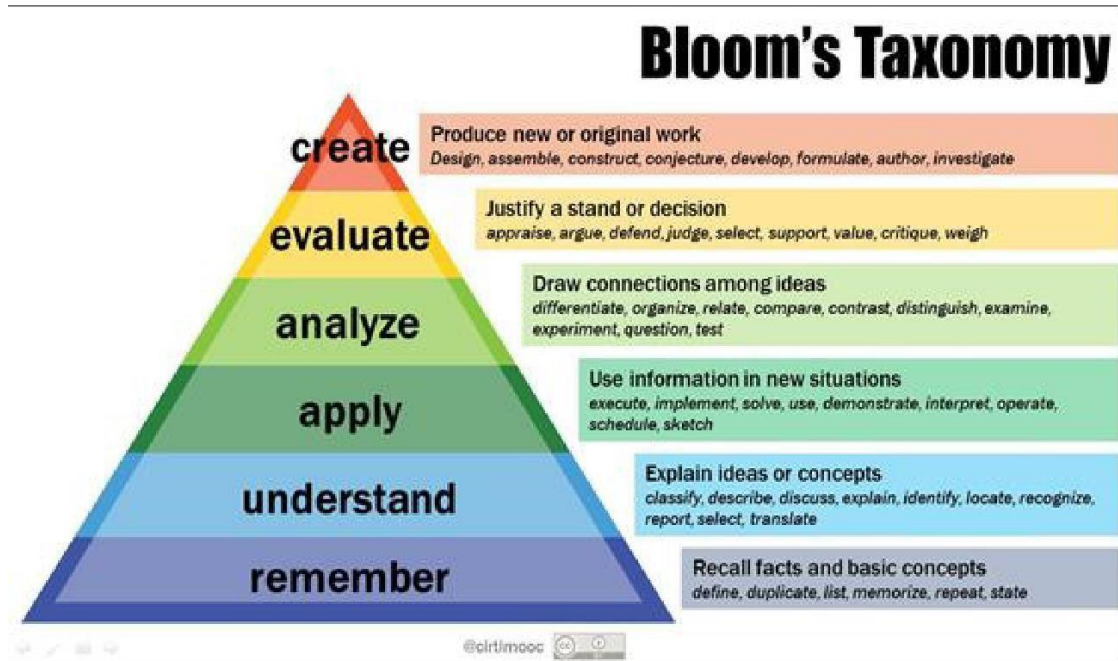 Bloom's Taxonomy
create
Produce new or original work
Design, assemble, construct, conjecture, develop, formulate, author, investigate
evaluate
Justify a stand or decision
appraise, argue, defend, judge, select, support, value, critique, weigh
analyze
Draw connections among ideas
differentiate, organize, relate, compare, contrast, distinguish, examine,
experiment, question, test
apply
Use information in new situations
execute, implement, solve, use, demonstrate, interpret, operate,
schedule, sketch
understand
Explain ideas or concepts
classify, describe, discuss, explain, identify, locate, recognize,
report, select, translate
remember
Recall facts and basic concepts
define, duplicate, list, memorize, repeat, state
@cirtlmooc
cc